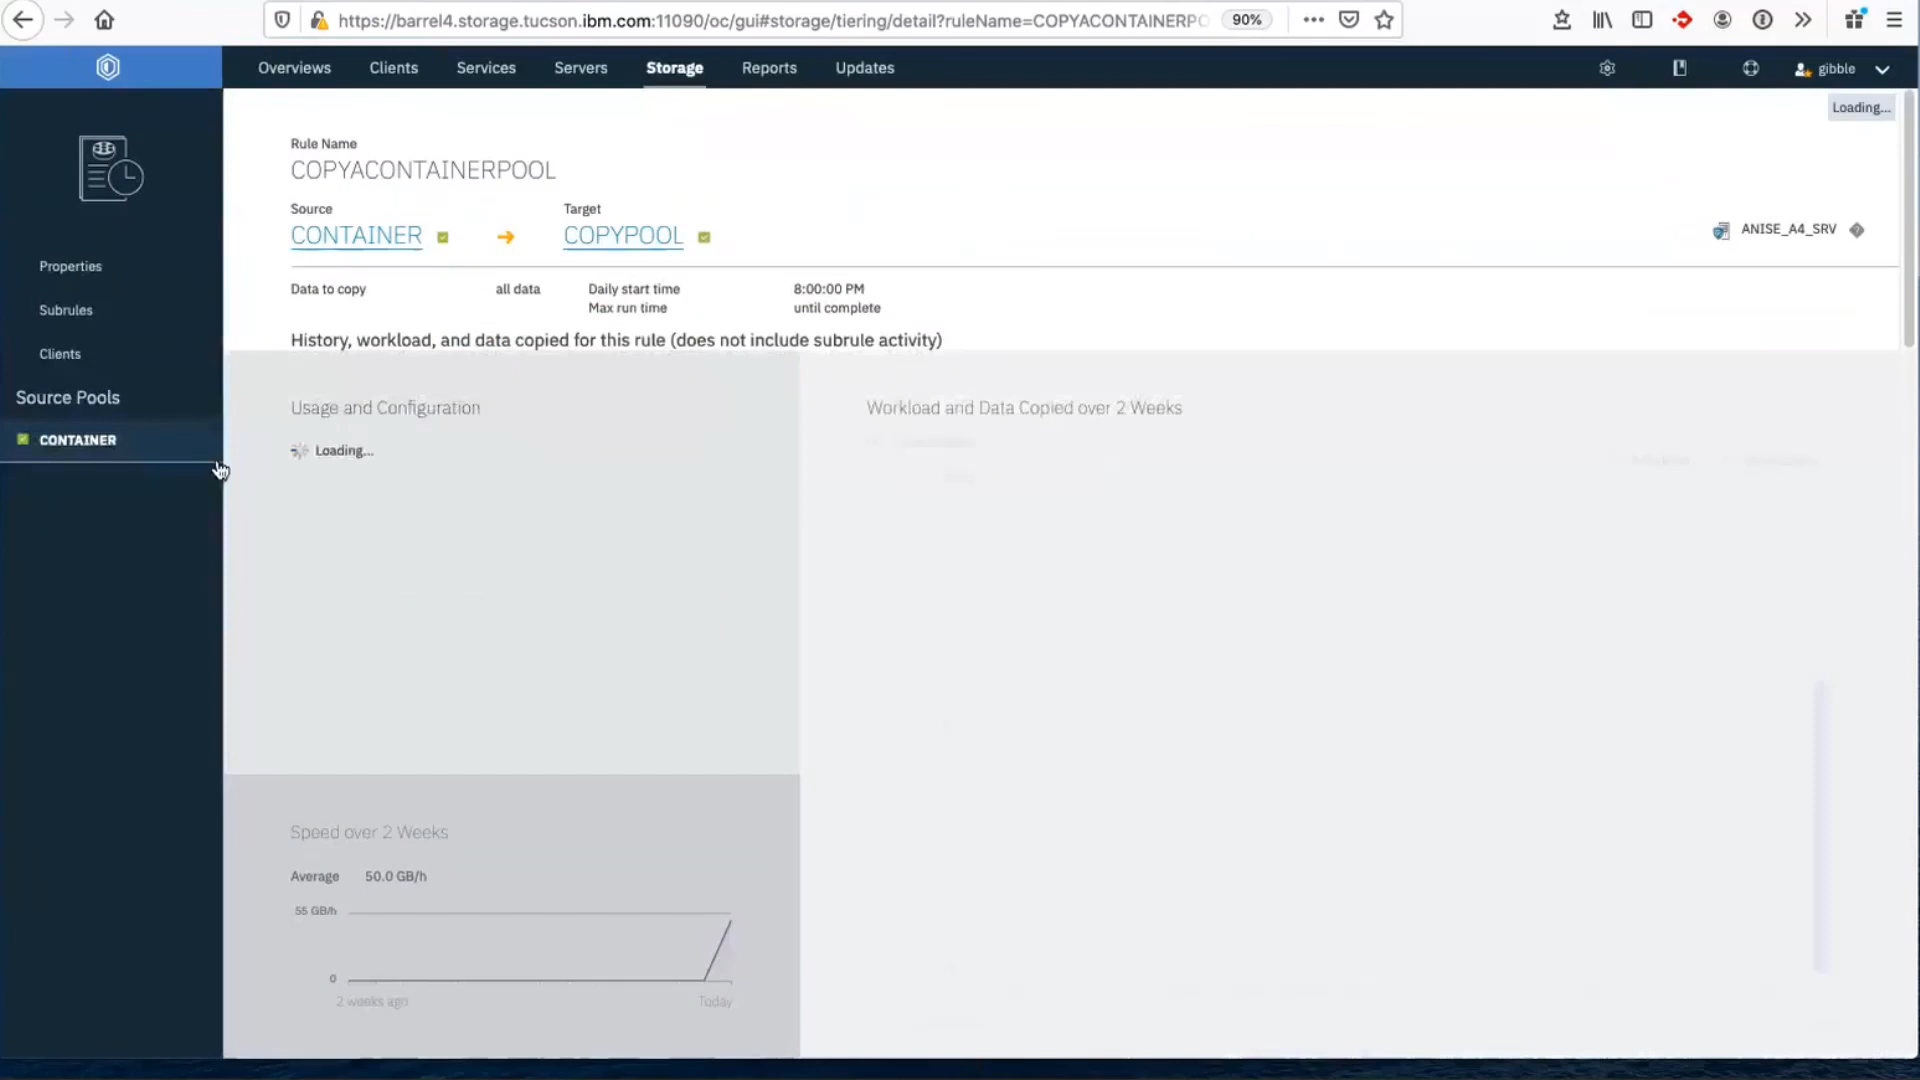 https://barrel4.storage.tucson.ibm.com:11090/oc/gui#storage/tiering/detail?ruleName=COPYACONTAINERPO
90%
Overviews Clients Services Servers Storage Reports Updates
gibble
Loading...
Rule Name
COPYACONTAINERPOOL
Source Target
CONTAINER COPYPOOL
ANISE_A4_SRV
Properties
Subrules
Clients
Source Pools
CONTAINER
Data to copy all data Daily start time 8:00:00 PM
Max run time until complete
History, workload, and data copied for this rule (does not include subrule activity)
Usage and Configuration
Loading...
Workload and Data Copied over 2 Weeks
Speed over 2 Weeks
Average 50.0 GB/h
55 GB/h
0
2 weeks ago Today